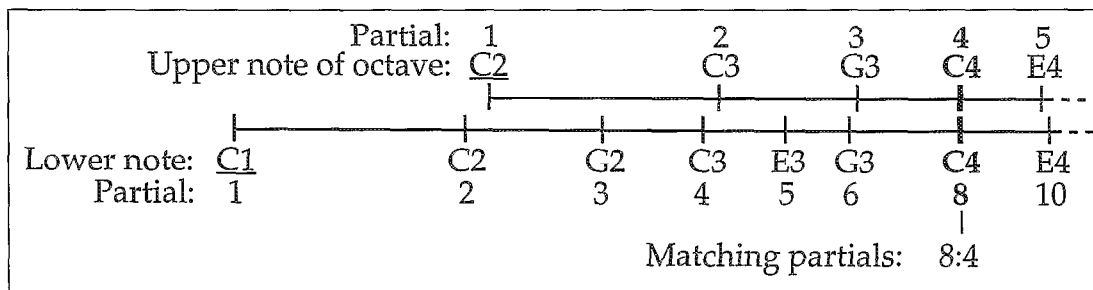 Partial: 1 2 3 4 5
Upper note of octave: C2 C3 G3 C4 E4
Lower note: C1 C2 G2 C3 E3 G3 C4 E4
Partial: 1 2 3 4 5 6 8 10
Matching partials: 8:4